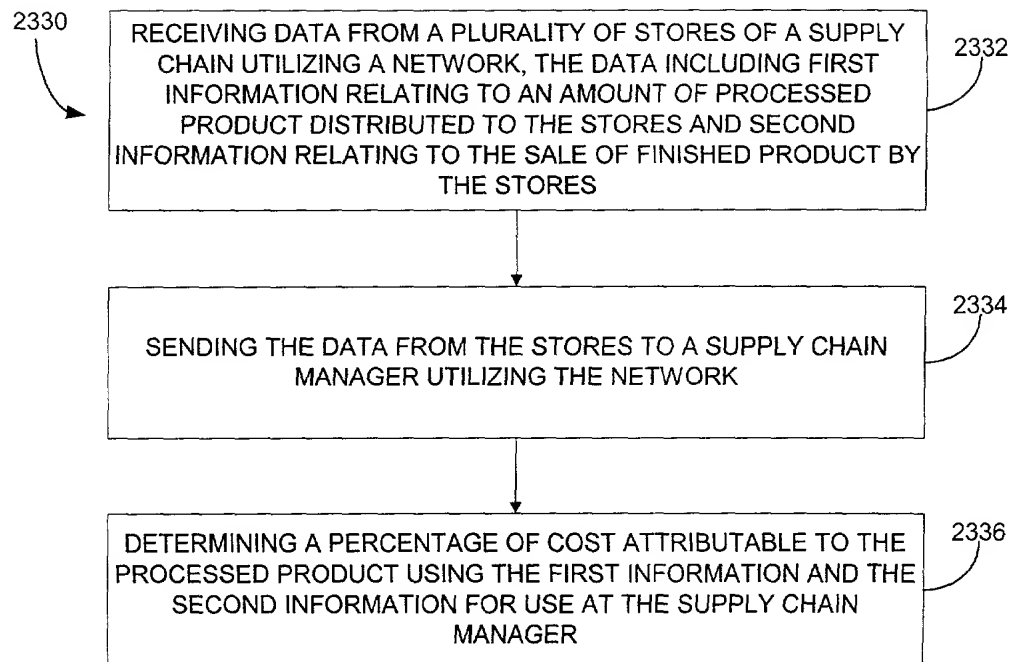 2330
RECEIVING DATA FROM A PLURALITY OF STORES OF A SUPPLY
CHAIN UTILIZING A NETWORK, THE DATA INCLUDING FIRST
INFORMATION RELATING TO AN AMOUNT OF PROCESSED
PRODUCT DISTRIBUTED TO THE STORES AND SECOND
INFORMATION RELATING TO THE SALE OF FINISHED PRODUCT BY
THE STORES
2332
SENDING THE DATA FROM THE STORES TO A SUPPLY CHAIN
MANAGER UTILIZING THE NETWORK
2334
DETERMINING A PERCENTAGE OF COST ATTRIBUTABLE TO THE
PROCESSED PRODUCT USING THE FIRST INFORMATION AND THE
SECOND INFORMATION FOR USE AT THE SUPPLY CHAIN
MANAGER
2336